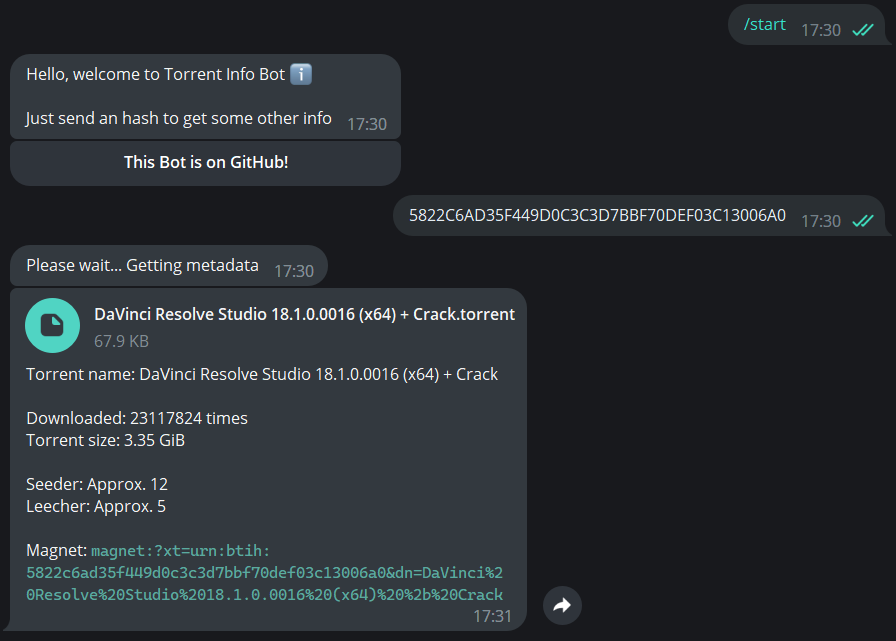 /start 17:30
Hello, welcome to Torrent Info Bot ℹ️
Just send an hash to get some other info 17:30
This Bot is on GitHub!
5822C6AD35F449D0C3C3D7BBF70DEF03C13006A0 17:30
Please wait... Getting metadata 17:30
DaVinci Resolve Studio 18.1.0.0016 (x64) + Crack.torrent
67.9 KB
Torrent name: DaVinci Resolve Studio 18.1.0.0016 (x64) + Crack
Downloaded: 23117824 times
Torrent size: 3.35 GiB
Seeder: Approx. 12
Leecher: Approx. 5
Magnet: magnet:?xt=urn:btih:
5822c6ad35f449d0c3c3d7bbf70def03c13006a0&dn=DaVinci%2
0Resolve%20Studio%2018.1.0.0016%20(x64)%20%2b%20Crack
17:31